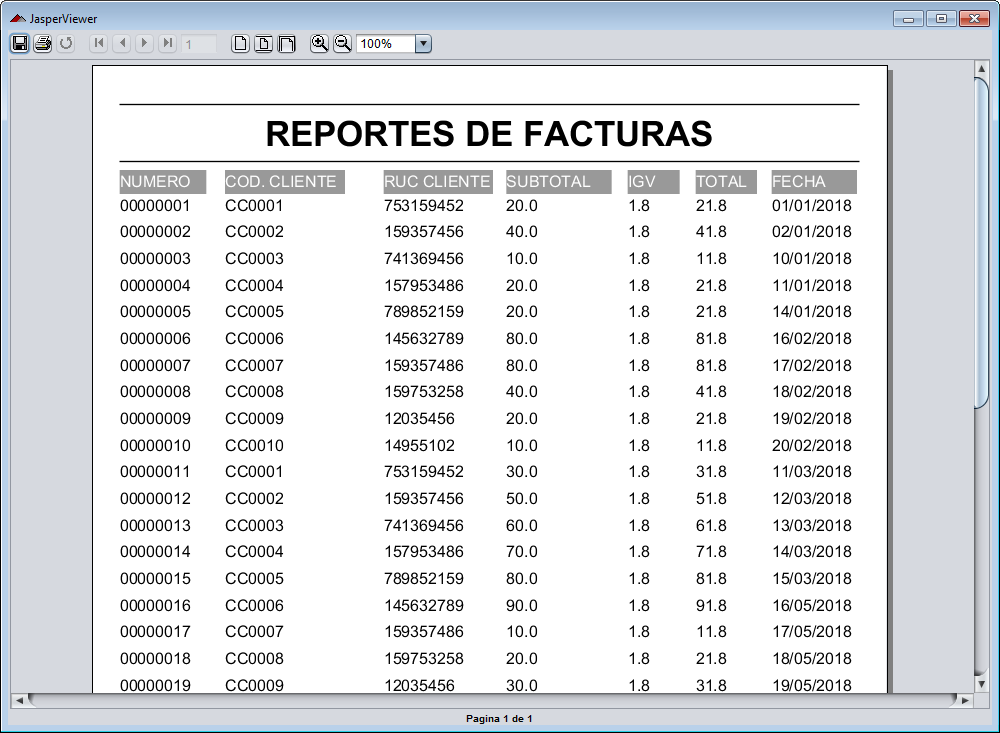 JasperViewer
1 100%
REPORTES DE FACTURAS
NUMERO COD. CLIENTE RUC CLIENTE SUBTOTAL IGV TOTAL FECHA
00000001 CC0001 753159452 20.0 1.8 21.8 01/01/2018
00000002 CC0002 159357456 40.0 1.8 41.8 02/01/2018
00000003 CC0003 741369456 10.0 1.8 11.8 10/01/2018
00000004 CC0004 157953486 20.0 1.8 21.8 11/01/2018
00000005 CC0005 789852159 20.0 1.8 21.8 14/01/2018
00000006 CC0006 145632789 80.0 1.8 81.8 16/02/2018
00000007 CC0007 159357486 80.0 1.8 81.8 17/02/2018
00000008 CC0008 159753258 40.0 1.8 41.8 18/02/2018
00000009 CC0009 12035456 20.0 1.8 21.8 19/02/2018
00000010 CC0010 14955102 10.0 1.8 11.8 20/02/2018
00000011 CC0001 753159452 30.0 1.8 31.8 11/03/2018
00000012 CC0002 159357456 50.0 1.8 51.8 12/03/2018
00000013 CC0003 741369456 60.0 1.8 61.8 13/03/2018
00000014 CC0004 157953486 70.0 1.8 71.8 14/03/2018
00000015 CC0005 789852159 80.0 1.8 81.8 15/03/2018
00000016 CC0006 145632789 90.0 1.8 91.8 16/05/2018
00000017 CC0007 159357486 10.0 1.8 11.8 17/05/2018
00000018 CC0008 159753258 20.0 1.8 21.8 18/05/2018
00000019 CC0009 12035456 30.0 1.8 31.8 19/05/2018
Pagina 1 de 1